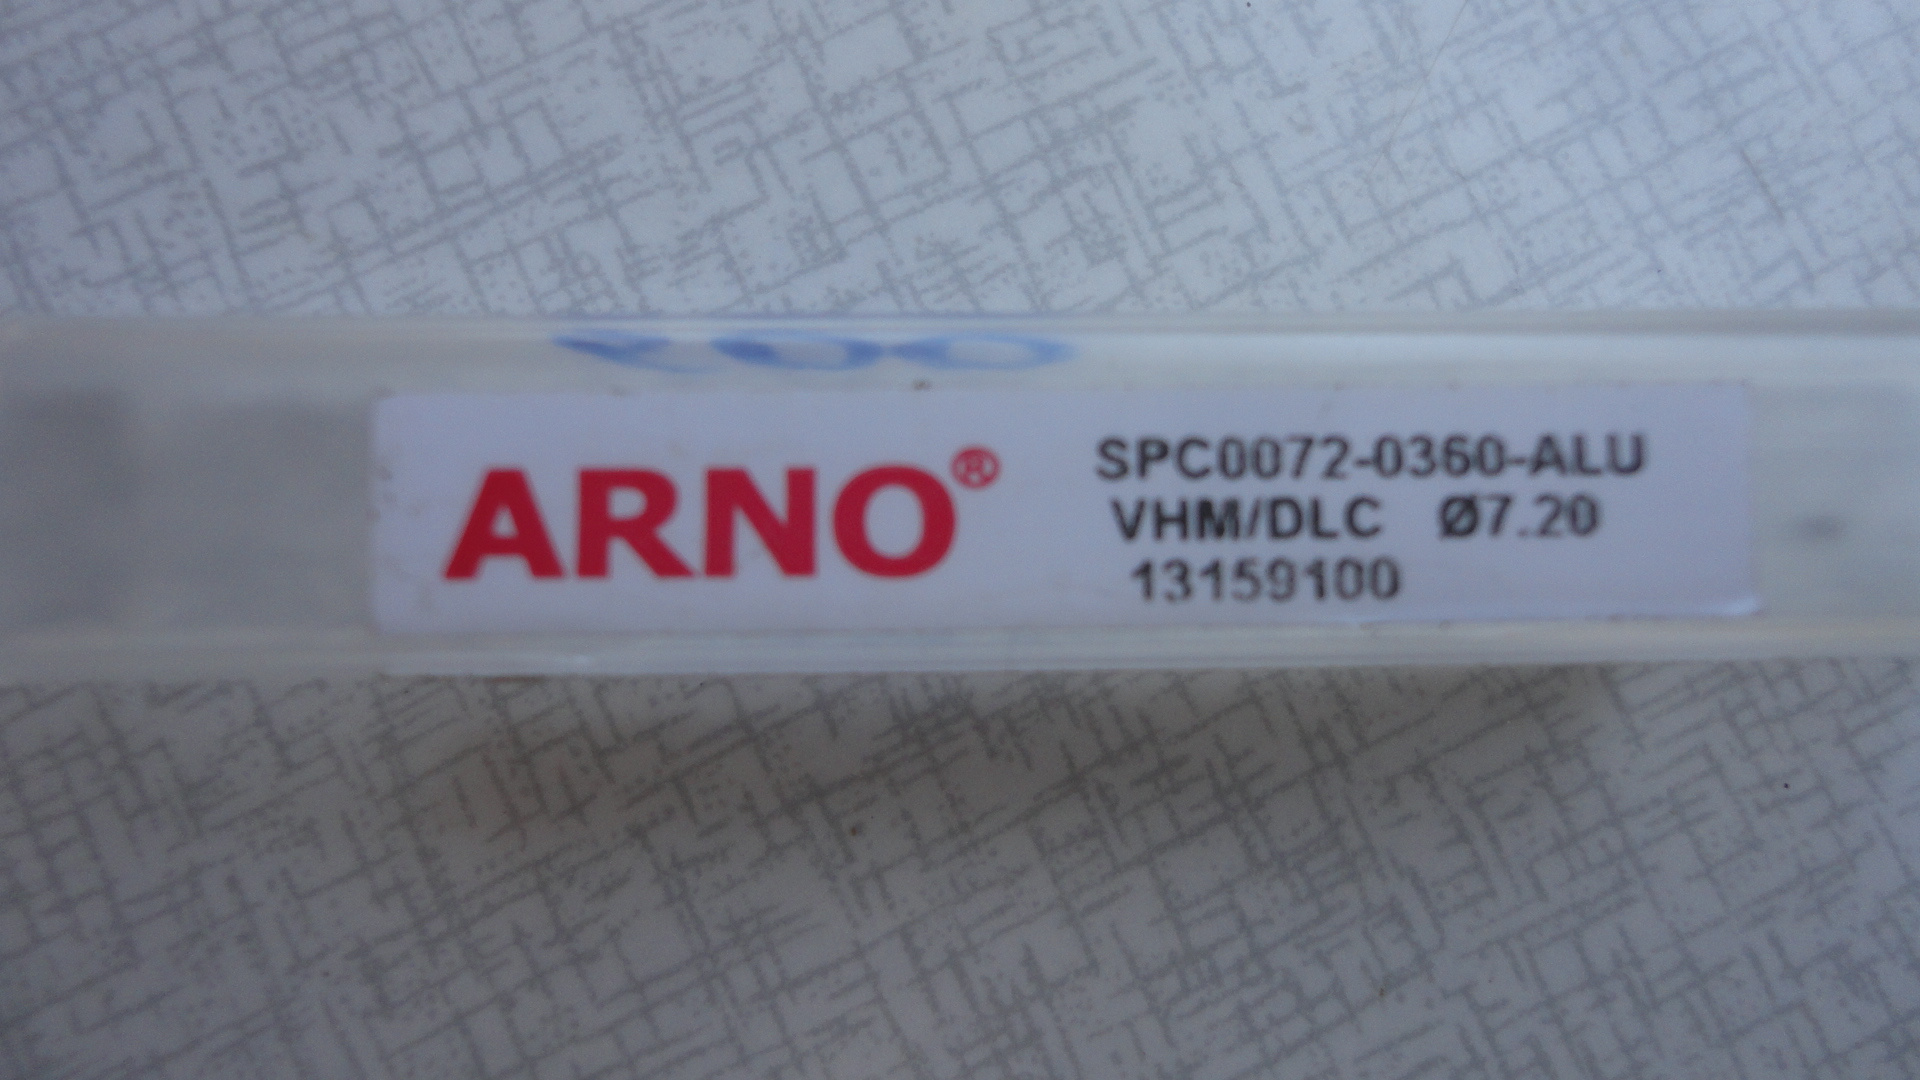 ARNO®
SPC0072-0360-ALU
VHM/DLC Ø7.20
13159100